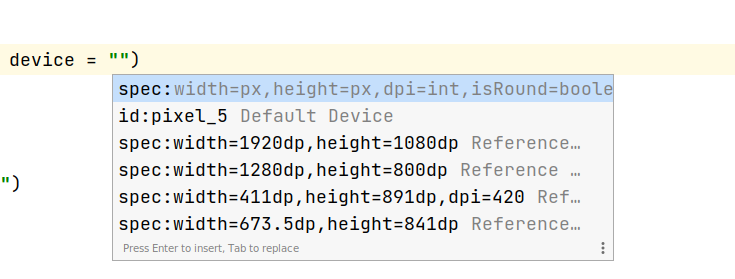 device = "")
spec:width=px,height=px,dpi=int,isRound=boole
id:pixel_5 Default Device
spec:width=1920dp,height=1080dp Reference…
spec:width=1280dp,height=800dp Reference …
")
spec:width=411dp,height=891dp,dpi=420 Ref…
spec:width=673.5dp,height=841dp Reference…
Press Enter to insert, Tab to replace